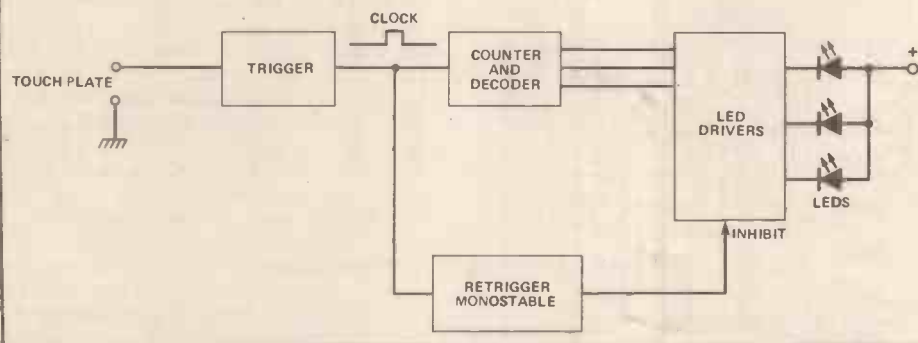 CLOCK
TOUCH PLATE
TRIGGER
COUNTER
AND
DECODER
LED
DRIVERS
+
LEDS
INHIBIT
RETRIGGER
MONOSTABLE